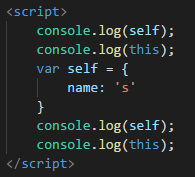 <script>
    console.log(self);
    console.log(this);
    var self = {
        name: 's'
    }
    console.log(self);
    console.log(this);
</script>